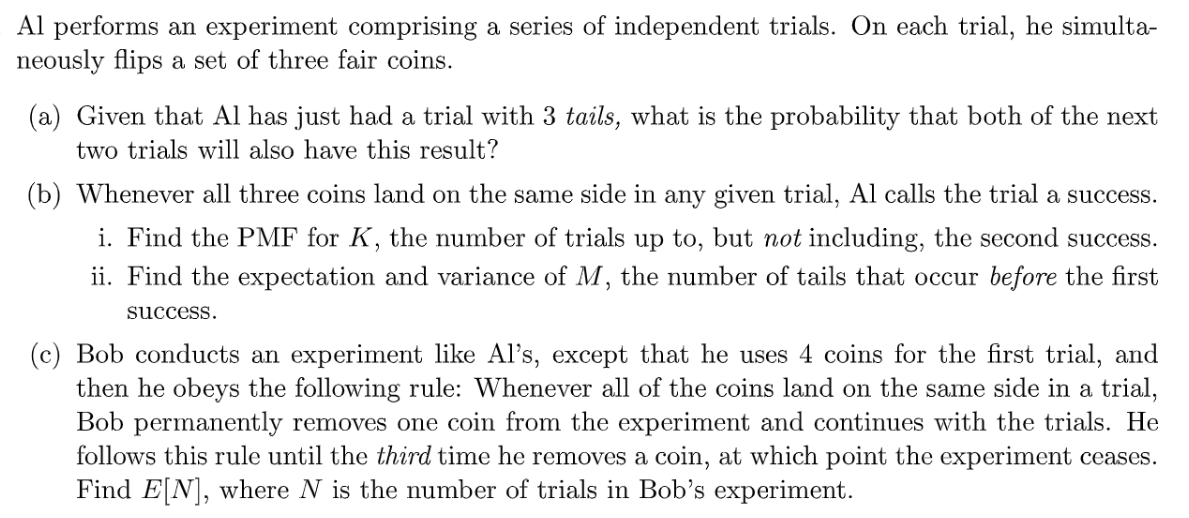 Al performs an experiment comprising a series of independent trials. On each trial, he simulta-
neously flips a set of three fair coins.
(a) Given that Al has just had a trial with 3 tails, what is the probability that both of the next
two trials will also have this result?
(b) Whenever all three coins land on the same side in any given trial, Al calls the trial a success.
i. Find the PMF for K, the number of trials up to, but not including, the second success.
ii. Find the expectation and variance of M, the number of tails that occur before the first
success.
(c) Bob conducts an experiment like Al's, except that he uses 4 coins for the first trial, and
then he obeys the following rule: Whenever all of the coins land on the same side in a trial,
Bob permanently removes one coin from the experiment and continues with the trials. He
follows this rule until the third time he removes a coin, at which point the experiment ceases.
Find E[N], where N is the number of trials in Bob's experiment.